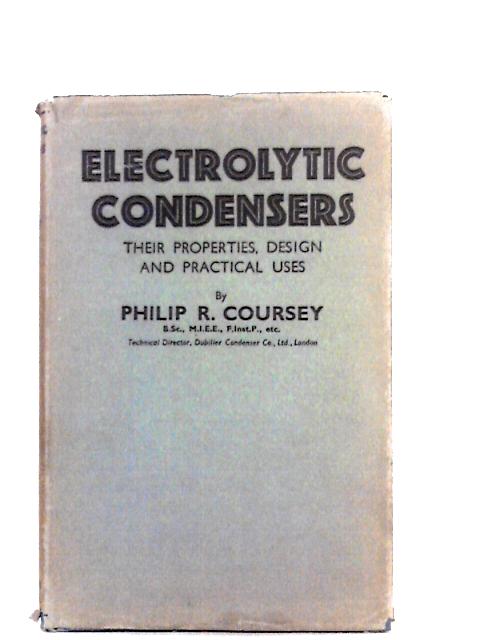 ELECTROLYTIC
CONDENSERS
THEIR PROPERTIES, DESIGN
AND PRACTICAL USES
By
PHILIP R. COURSEY
B.Sc., M.I.E.E., F.Inst.P., etc.
Technical Director, Dubilier Condenser Co., Ltd., London